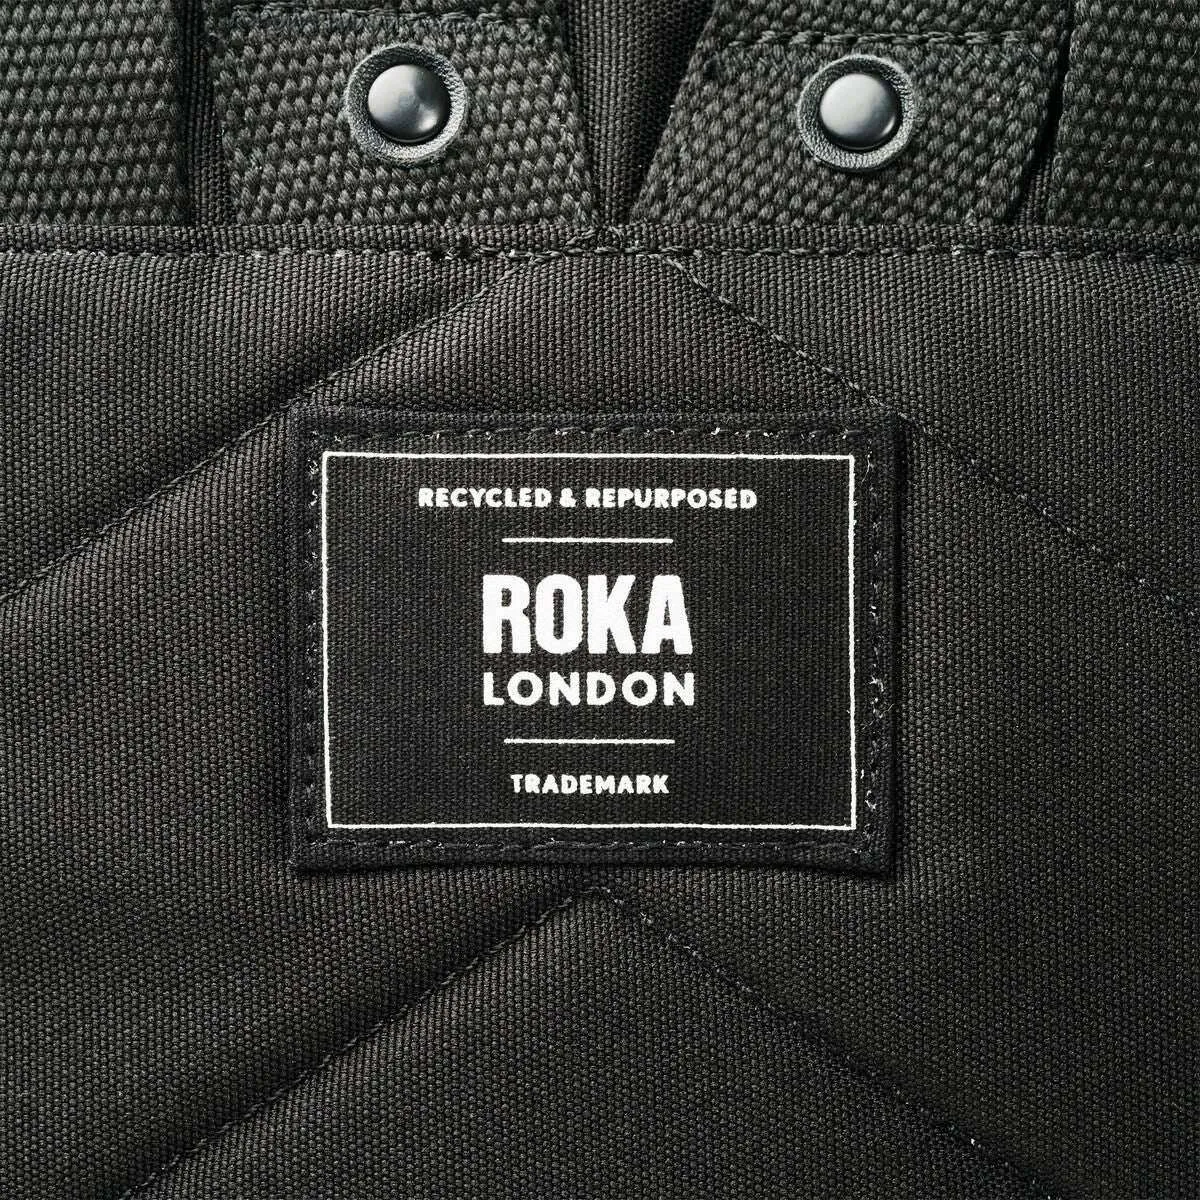 RECYCLED & REPURPOSED
ROKA
LONDON
TRADEMARK